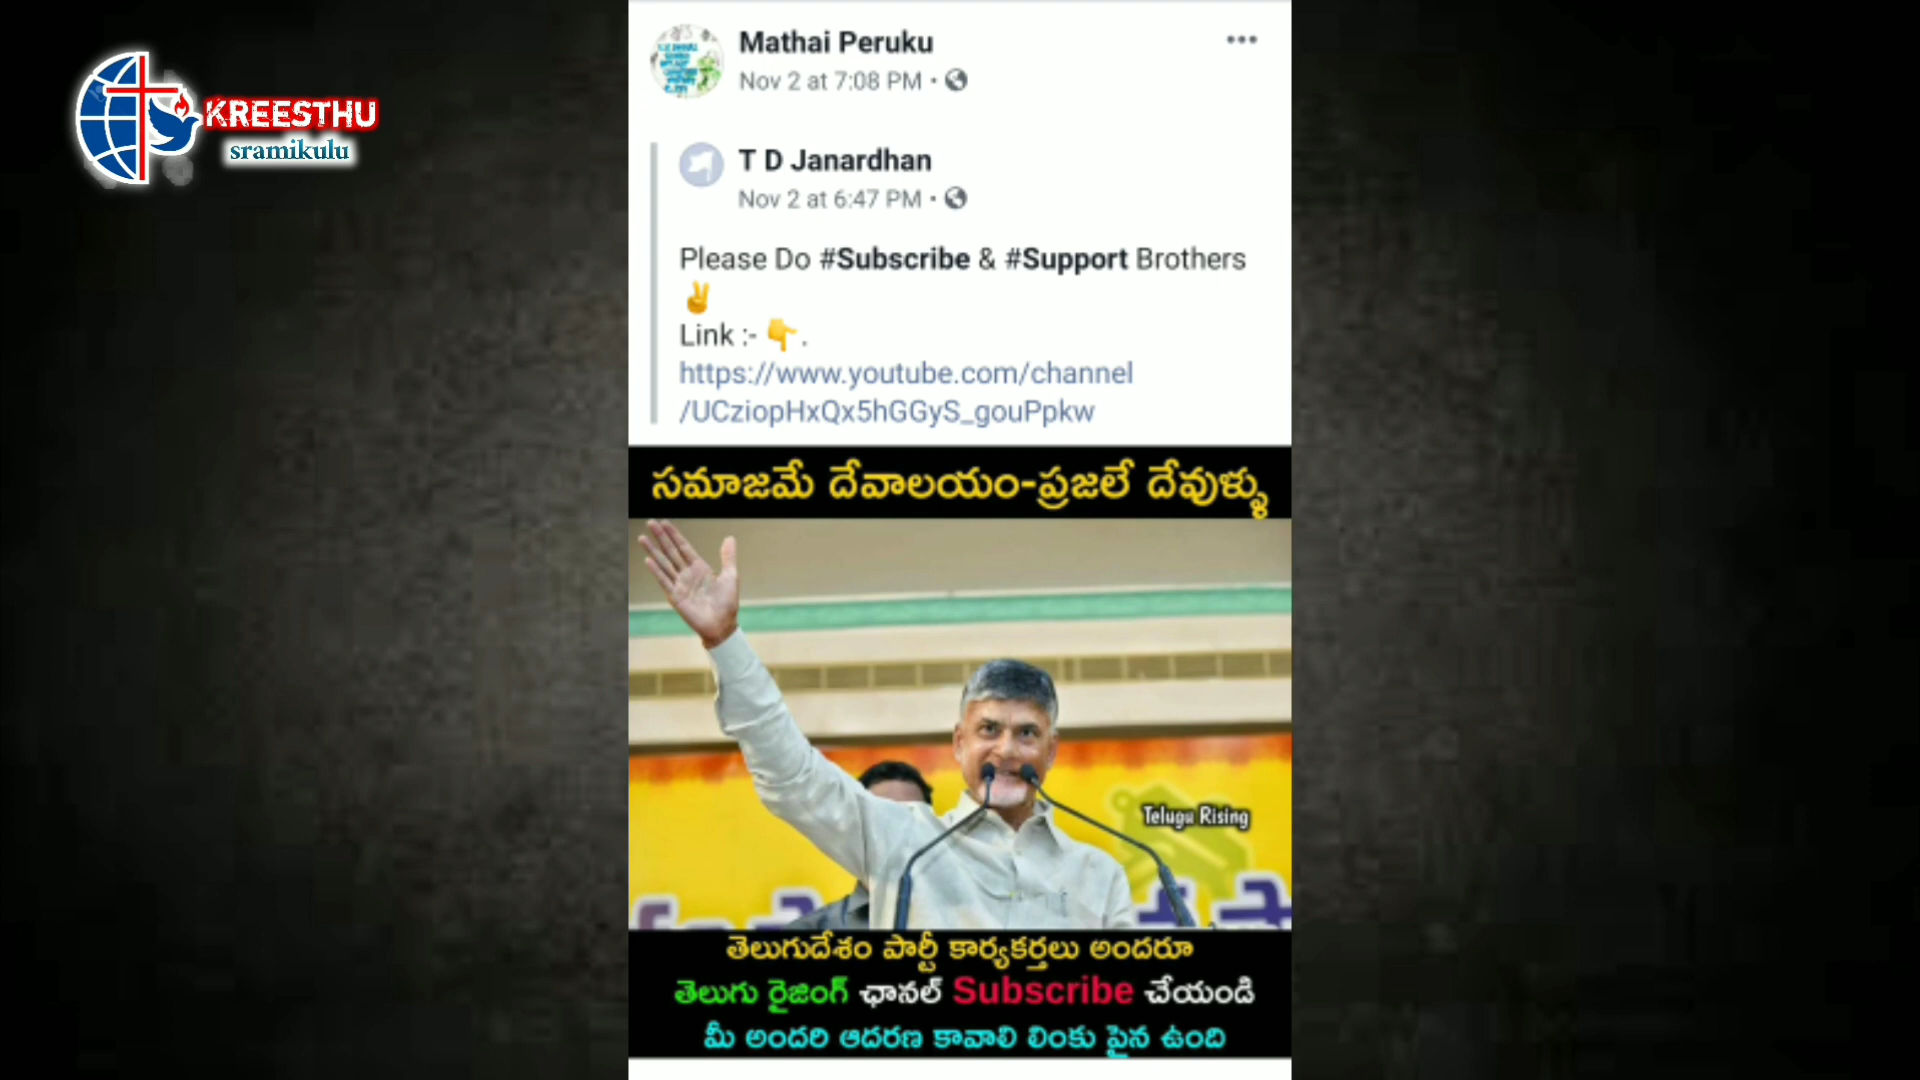 KREESTHU
sramikulu
Mathai Peruku
Nov 2 at 7:08 PM •
T D Janardhan
Nov 2 at 6:47 PM •
Please Do #Subscribe & #Support Brothers
✌
Link :- 👇.
https://www.youtube.com/channel
/UCziopHxQx5hGGyS_gouPpkw
సమాజమే దేవాలయం-ప్రజలే దేవుళ్ళు
Telugu Rising
తెలుగుదేశం పార్టీ కార్యకర్తలు అందరూ
తెలుగు రైజింగ్ ఛానల్ Subscribe చేయండి
మీ అందరి ఆదరణ కావాలి లింకు పైన ఉంది